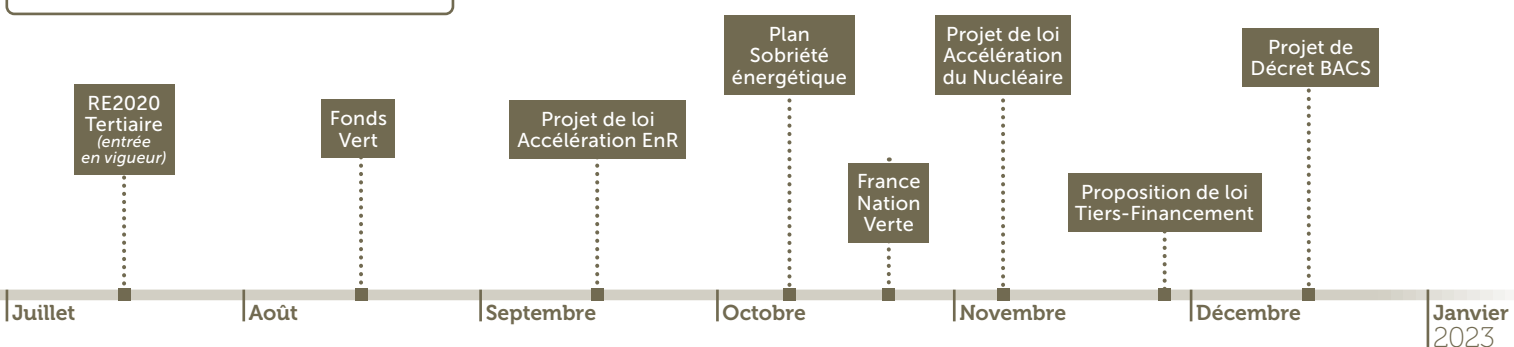 RE2020
Tertiaire
(entrée
en vigueur)
Fonds
Vert
Projet de loi
Accélération EnR
Plan
Sobriété
énergétique
France
Nation
Verte
Projet de loi
Accélération
du Nucléaire
Proposition de loi
Tiers-Financement
Projet de
Décret BACS
Juillet
Août
Septembre
Octobre
Novembre
Décembre
Janvier
2023